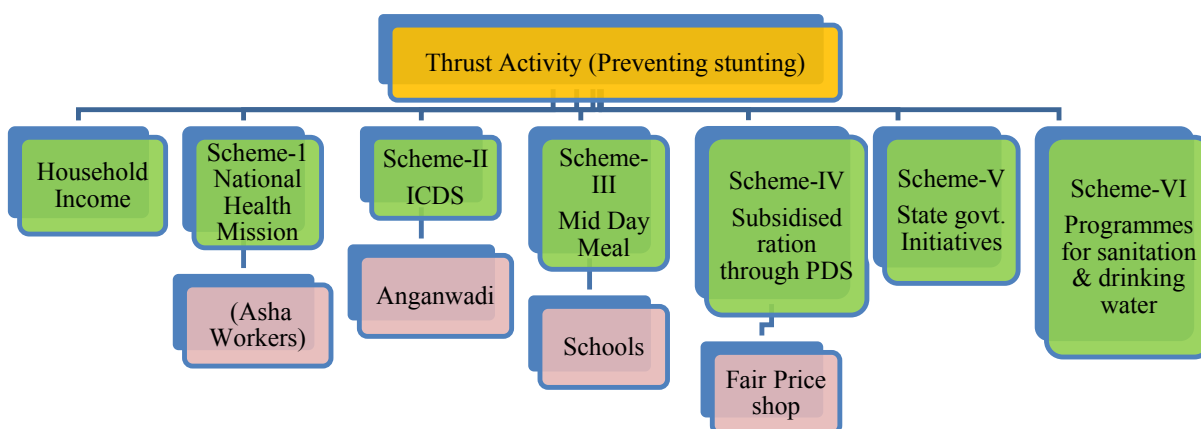 Thrust Activity (Preventing stunting)
Household
Income
Scheme-1
National
Health
Mission
(Asha
Workers)
Scheme-II
ICDS
Anganwadi
Scheme-
III
Mid Day
Meal
Schools
Scheme-IV
Subsidised
ration
through PDS
Fair Price
shop
Scheme-V
State govt.
Initiatives
Scheme-VI
Programmes
for sanitation
& drinking
water